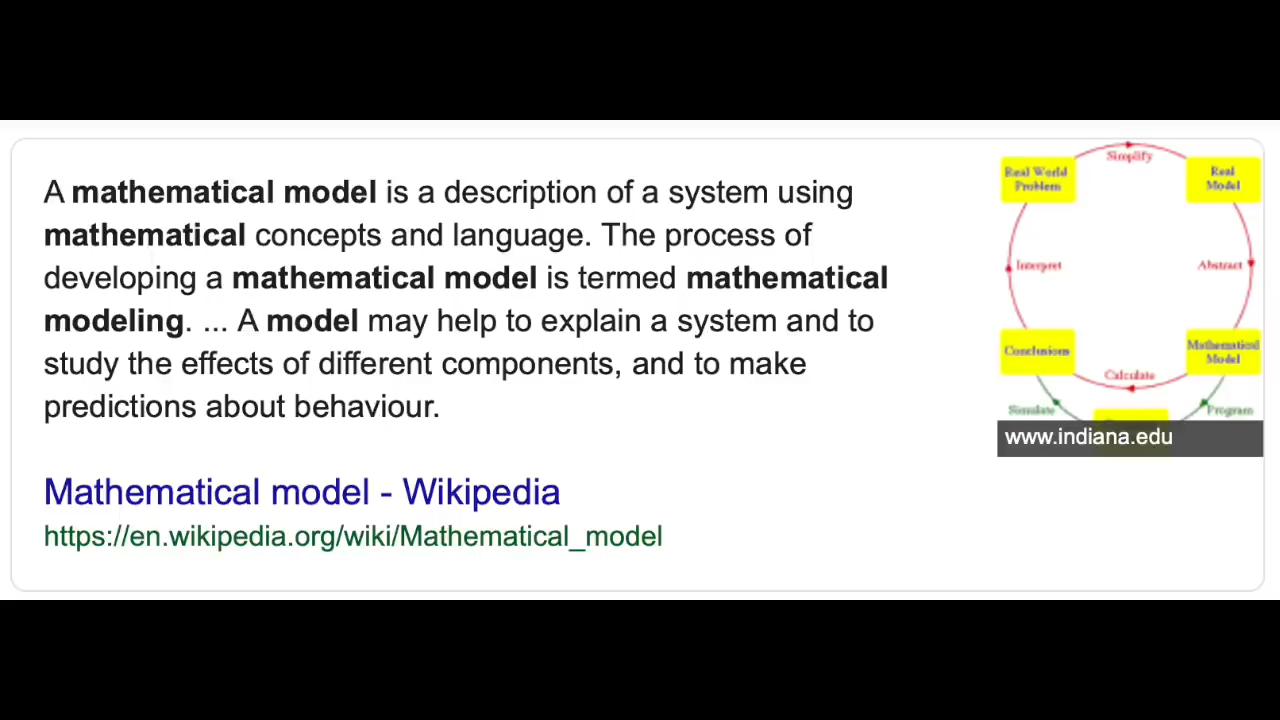 A mathematical model is a description of a system using
mathematical concepts and language. The process of
developing a mathematical model is termed mathematical
modeling. ... A model may help to explain a system and to
study the effects of different components, and to make
predictions about behaviour.
Mathematical model - Wikipedia
https://en.wikipedia.org/wiki/Mathematical_model
Simplify
Real World
Problem
Real
Model
Interpret
Abstract
Conclusions
Mathematical
Model
Calculate
Simulate
Program
www.indiana.edu